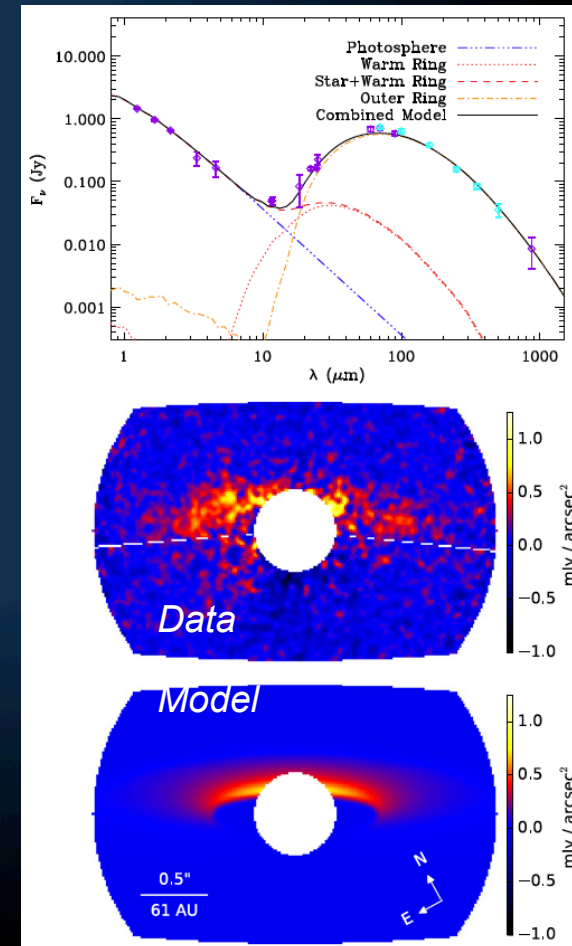 10.000
1.000
0.100
0.010
0.001
F_ν (Jy)
Photosphere
Warm Ring
Star+Warm Ring
Outer Ring
Combined Model
1 10 100 1000
λ (μm)
Data
1.0
0.5
0.0
−0.5
−1.0
mJy / arcsec²
Model
0.5"
61 AU
N
E
1.0
0.5
0.0
−0.5
−1.0
mJy / arcsec²